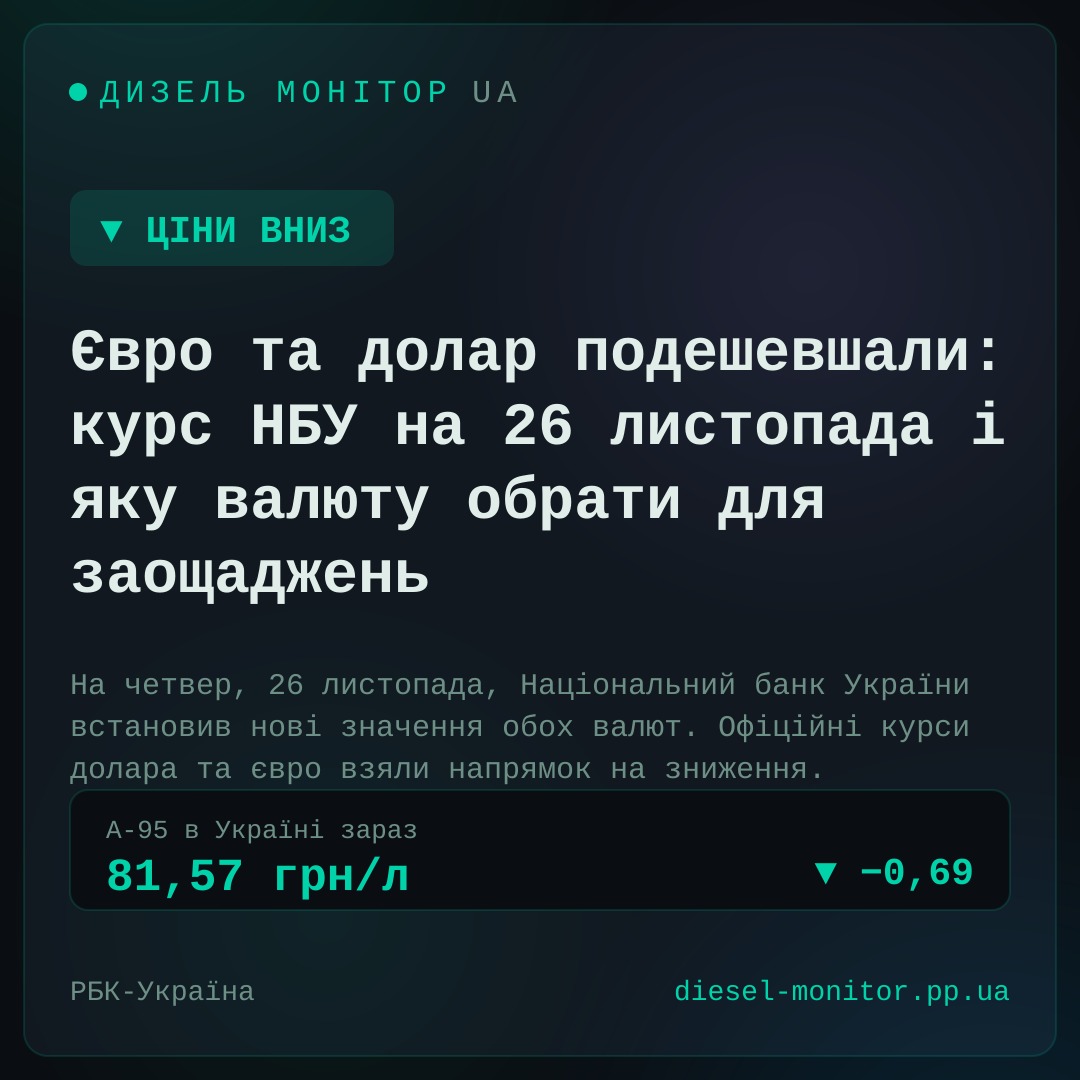 ДИЗЕЛЬ МОНІТОР UA
▼ ЦІНИ ВНИЗ
Євро та долар подешевшали:
курс НБУ на 26 листопада і
яку валюту обрати для
заощаджень
На четвер, 26 листопада, Національний банк України
встановив нові значення обох валют. Офіційні курси
долара та євро взяли напрямок на зниження.
А-95 в Україні зараз
81,57 грн/л
▼ −0,69
РБК-Україна
diesel-monitor.pp.ua